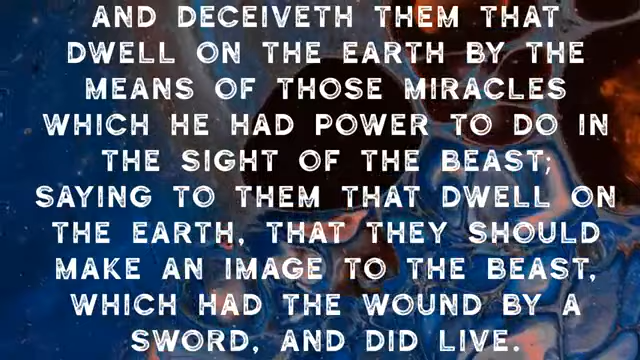 AND DECEIVETH THEM THAT
DWELL ON THE EARTH BY THE
MEANS OF THOSE MIRACLES
WHICH HE HAD POWER TO DO IN
THE SIGHT OF THE BEAST;
SAYING TO THEM THAT DWELL ON
THE EARTH, THAT THEY SHOULD
MAKE AN IMAGE TO THE BEAST,
WHICH HAD THE WOUND BY A
SWORD, AND DID LIVE.